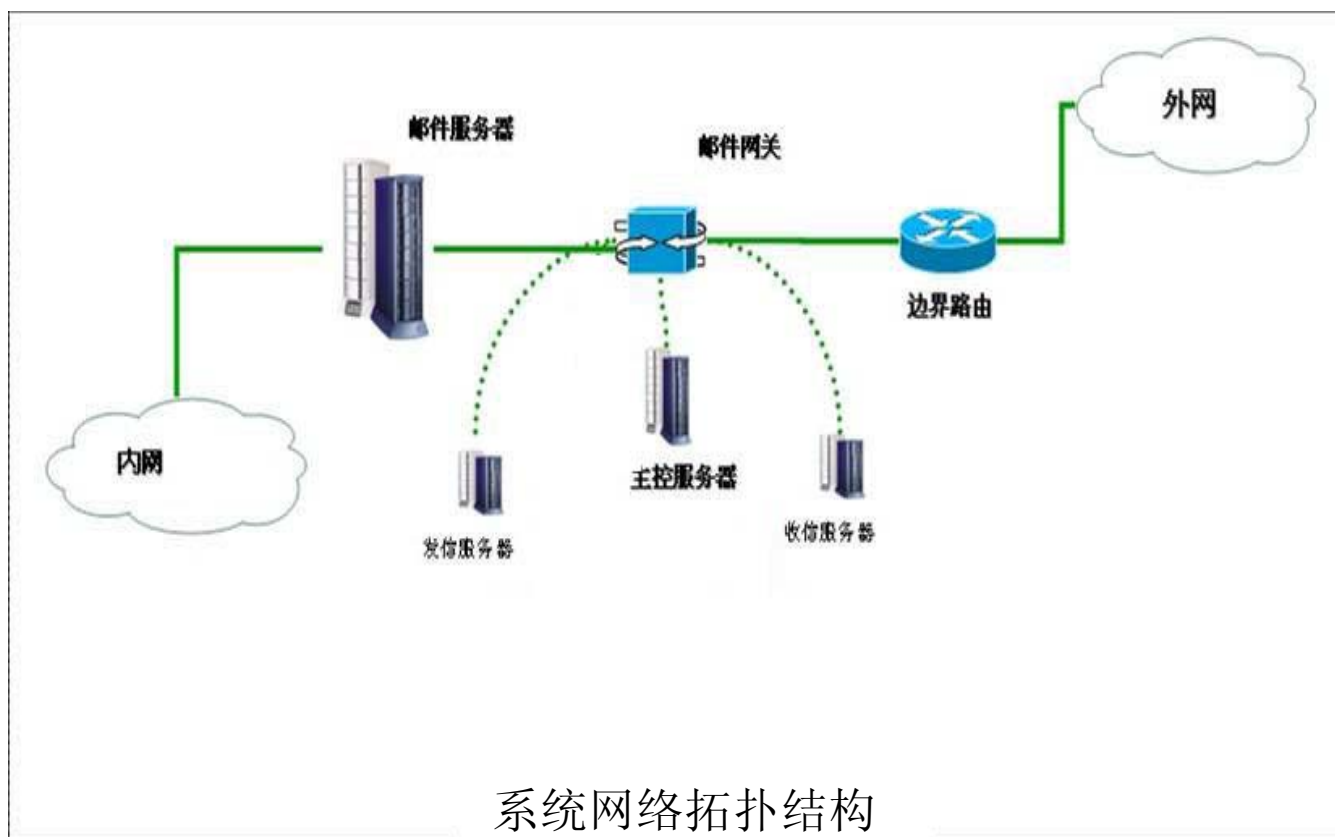 外网
邮件服务器
邮件网关
边界路由
内网
主控服务器
发信服务器
收信服务器
系统网络拓扑结构